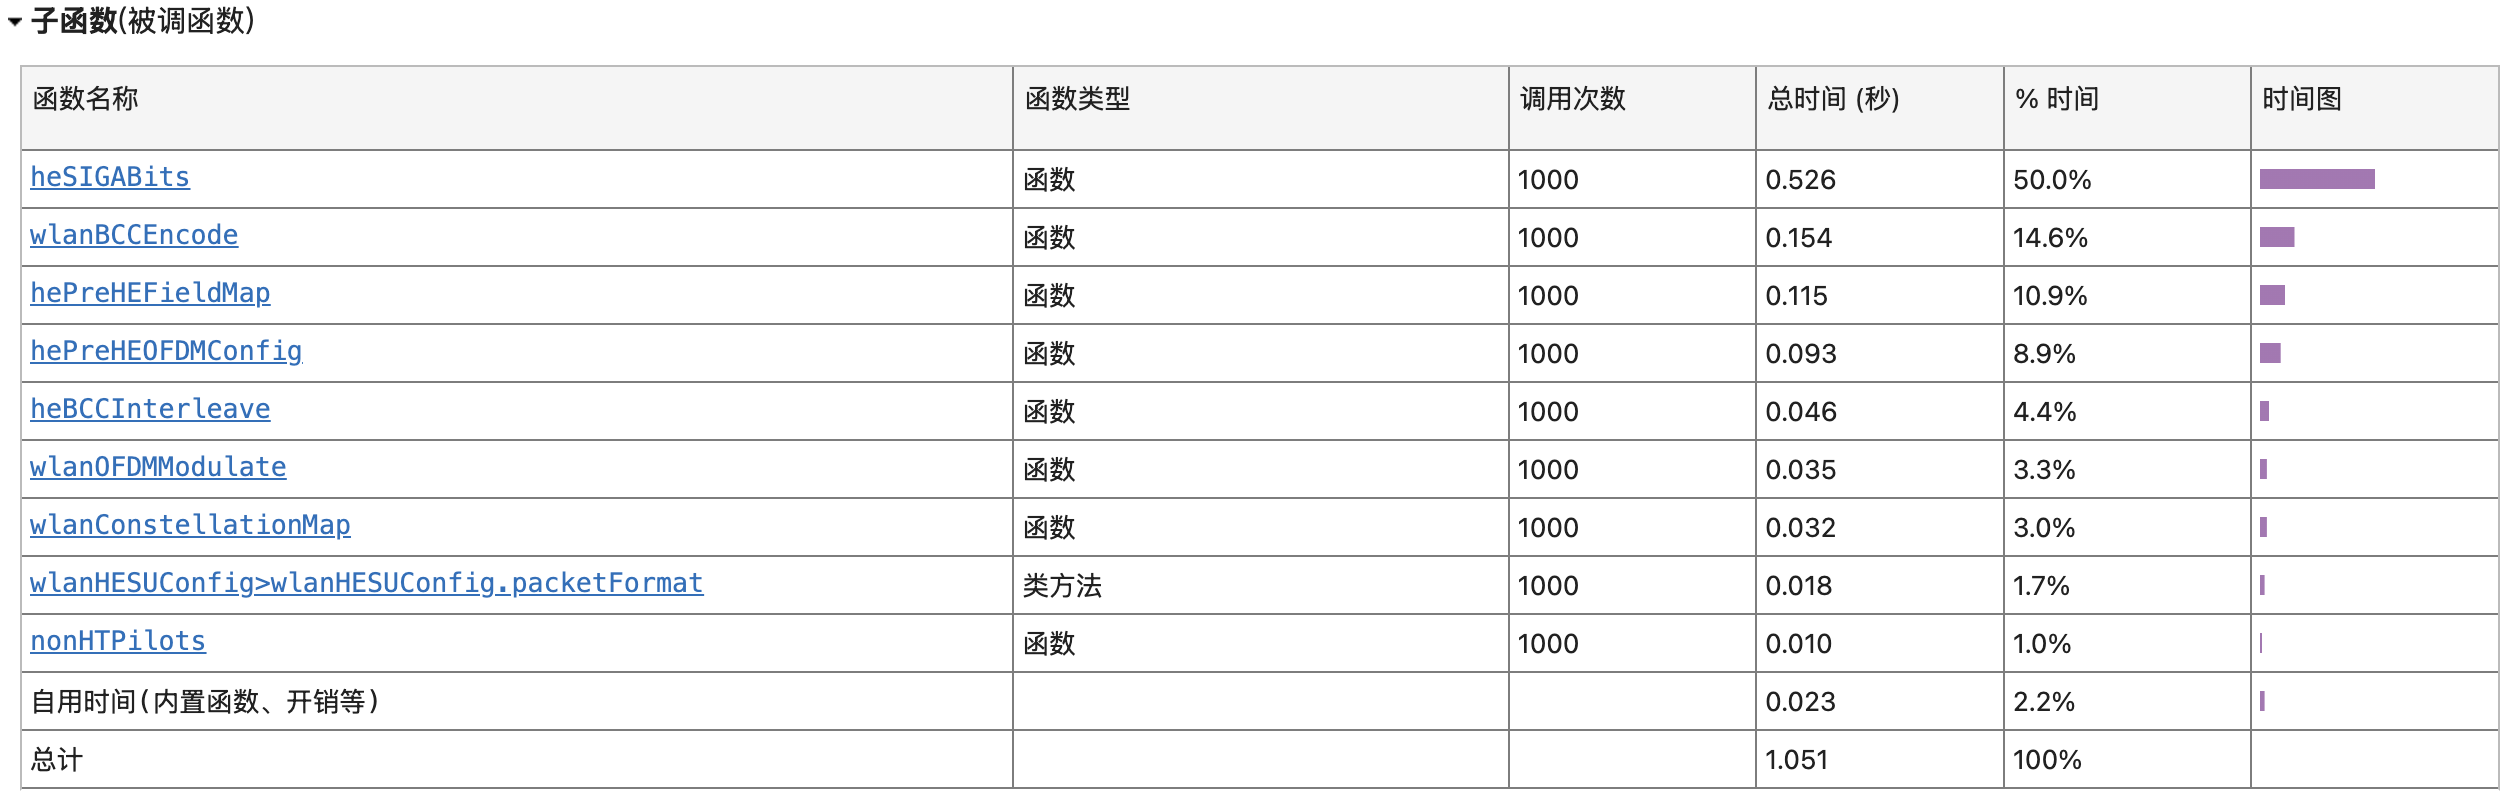 子函数(被调函数)
函数名称 函数类型 调用次数 总时间 (秒) % 时间 时间图
heSIGABits 函数 1000 0.526 50.0%
wlanBCCEncode 函数 1000 0.154 14.6%
hePreHEFieldMap 函数 1000 0.115 10.9%
hePreHEOFDMConfig 函数 1000 0.093 8.9%
heBCCInterleave 函数 1000 0.046 4.4%
wlanOFDMModulate 函数 1000 0.035 3.3%
wlanConstellationMap 函数 1000 0.032 3.0%
wlanHESUConfig>wlanHESUConfig.packetFormat 类方法 1000 0.018 1.7%
nonHTPilots 函数 1000 0.010 1.0%
自用时间(内置函数、开销等) 0.023 2.2%
总计 1.051 100%